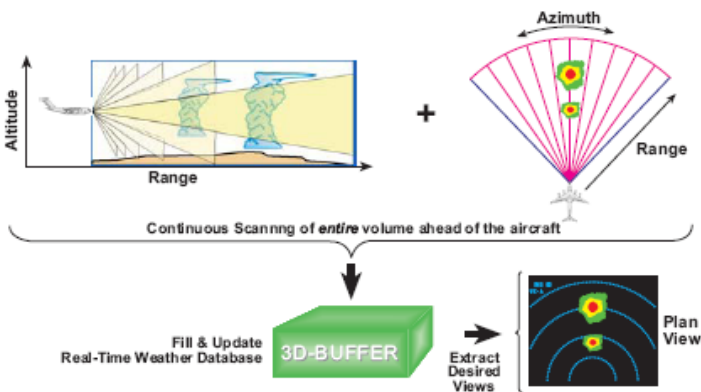 Azimuth
Altitude
+
Range
Range
Continuous Scannng of entire volume ahead of the aircraft
Fill & Update
Real-Time Weather Database
3D-BUFFER
Extract
Desired
Views
Plan
View